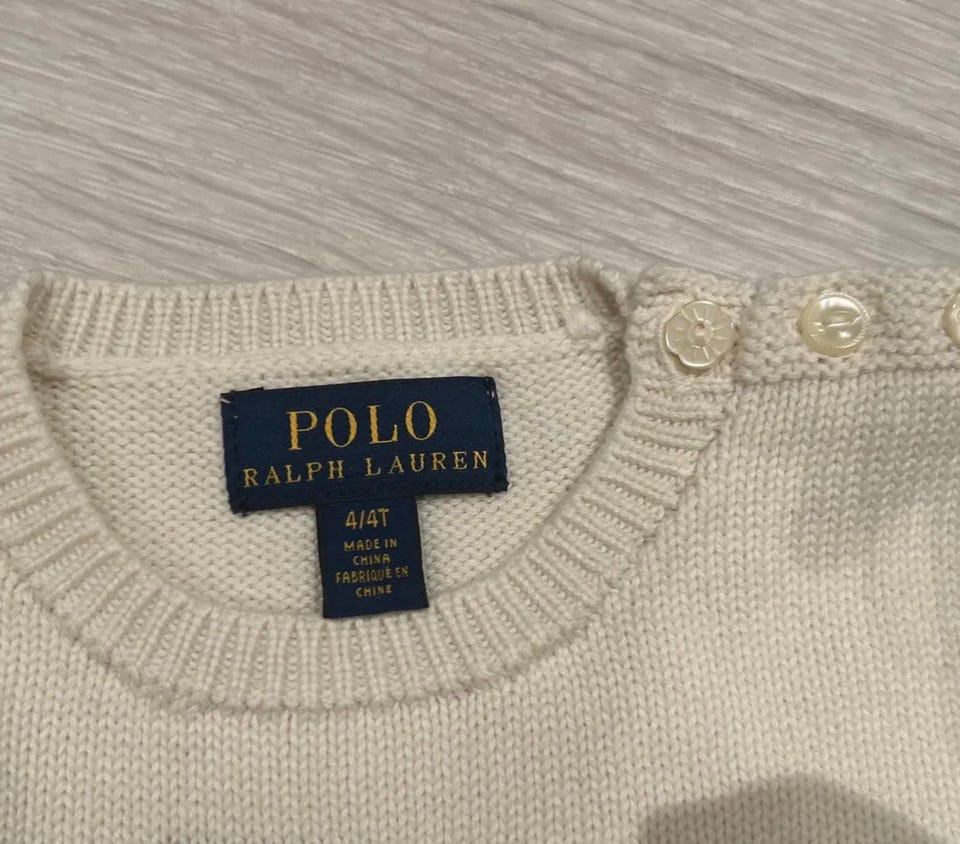 POLO
RALPH LAUREN
4/4T
MADE IN
CHINA
FABRIQUÉ EN
CHINE